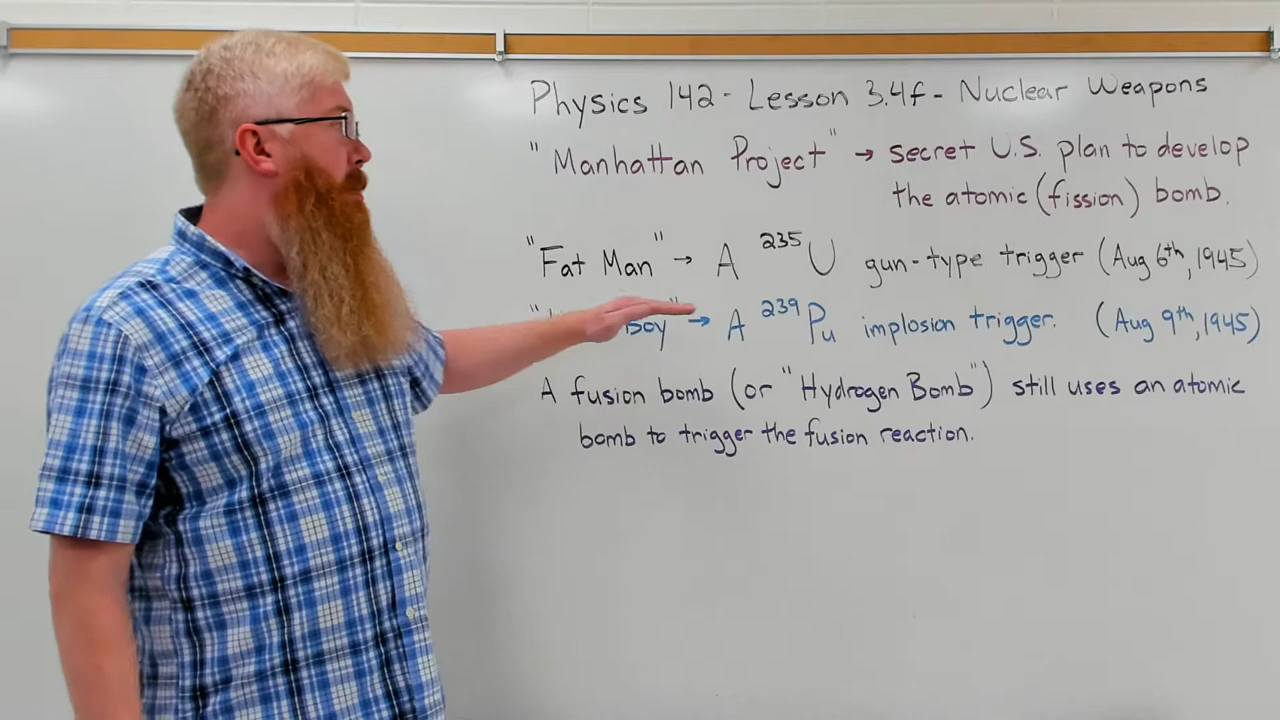 Physics 142 - Lesson 3.4f - Nuclear Weapons
"Manhattan Project" → secret U.S. plan to develop
the atomic (fission) bomb.
"Fat Man" → A ²³⁵U gun-type trigger (Aug 6th, 1945)
Boy" → A ²³⁹Pu implosion trigger. (Aug 9th, 1945)
A fusion bomb (or "Hydrogen Bomb") still uses an atomic
bomb to trigger the fusion reaction.